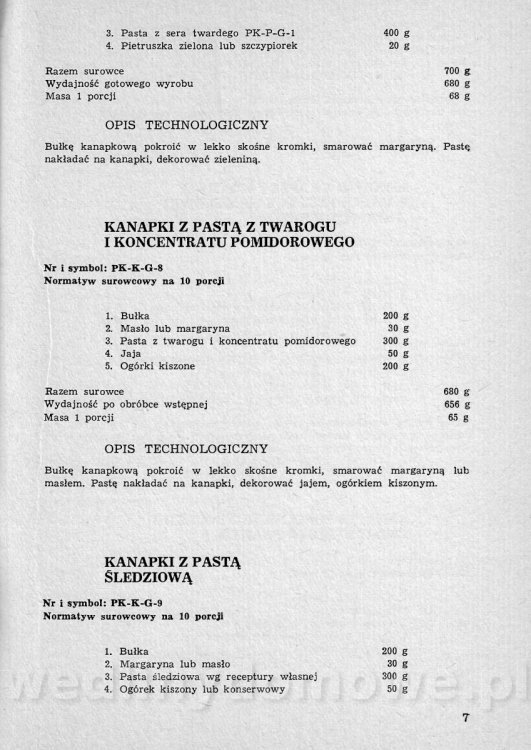 3. Pasta z sera twardego PK-P-G-1 400 g
4. Pietruszka zielona lub szczypiorek 20 g
Razem surowce 700 g
Wydajność gotowego wyrobu 680 g
Masa 1 porcji 68 g
OPIS TECHNOLOGICZNY
Bułkę kanapkową pokroić w lekko skośne kromki, smarować margaryną. Pastę
nakładać na kanapki, dekorować zieleniną.
KANAPKI Z PASTĄ Z TWAROGU
I KONCENTRATU POMIDOROWEGO
Nr i symbol: PK-K-G-8
Normatyw surowcowy na 10 porcji
1. Bułka 200 g
2. Masło lub margaryna 30 g
3. Pasta z twarogu i koncentratu pomidorowego 300 g
4. Jaja 50 g
5. Ogórki kiszone 200 g
Razem surowce 680 g
Wydajność po obróbce wstępnej 656 g
Masa 1 porcji 65 g
OPIS TECHNOLOGICZNY
Bułkę kanapkową pokroić w lekko skośne kromki, smarować margaryną lub
masłem. Pastę nakładać na kanapki, dekorować jajem, ogórkiem kiszonym.
KANAPKI Z PASTĄ
ŚLEDZIOWĄ
Nr i symbol: PK-K-G-9
Normatyw surowcowy na 10 porcji
1. Bułka 200 g
2. Margaryna lub masło 30 g
3. Pasta śledziowa wg receptury własnej 300 g
4. Ogórek kiszony lub konserwowy 50 g
7